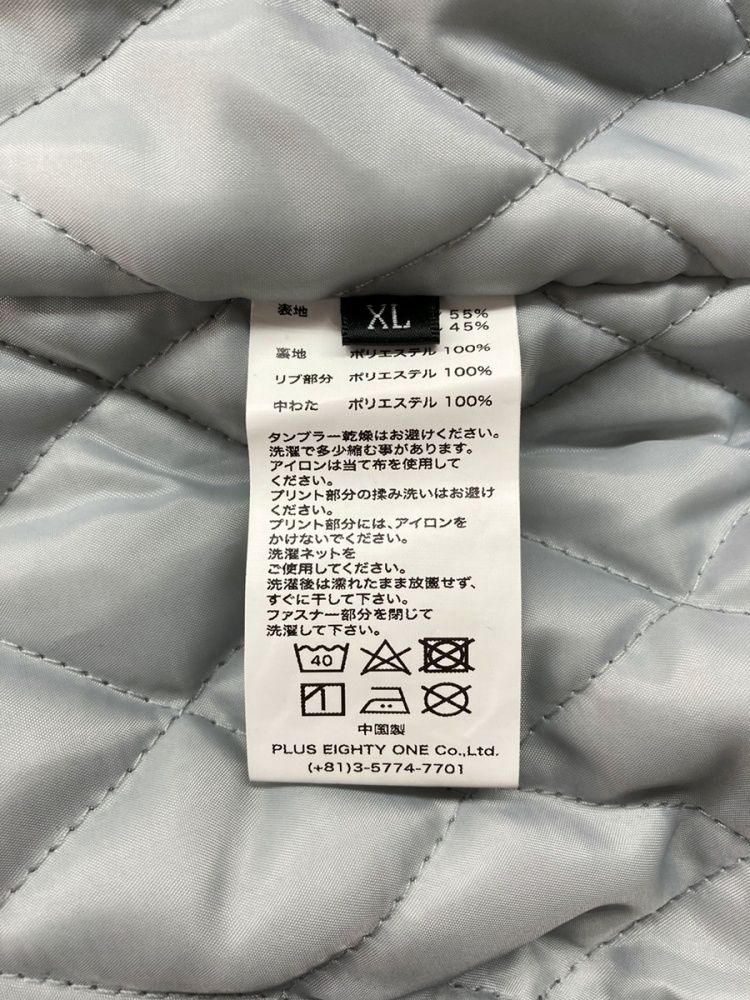 XL
表地 55%
45%
裏地 ポリエステル 100%
リブ部分 ポリエステル 100%
中わた ポリエステル 100%
タンブラー乾燥はお避けください。
洗濯で多少縮む事があります。
アイロンは当て布を使用して
ください。
プリント部分の揉み洗いはお避け
ください。
プリント部分には、アイロンを
かけないでください。
洗濯ネットを
ご使用してください。
洗濯後は濡れたまま放置せず、
すぐに干して下さい。
ファスナー部分を閉じて
洗濯して下さい。
40
中国製
PLUS EIGHTY ONE Co.,Ltd.
(+81)3-5774-7701